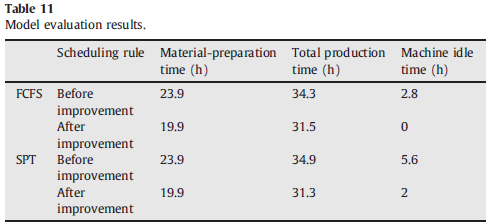 Table 11
Model evaluation results.
Scheduling rule Material-preparation time (h) Total production time (h) Machine idle time (h)
FCFS Before improvement 23.9 34.3 2.8
After improvement 19.9 31.5 0
SPT Before improvement 23.9 34.9 5.6
After improvement 19.9 31.3 2